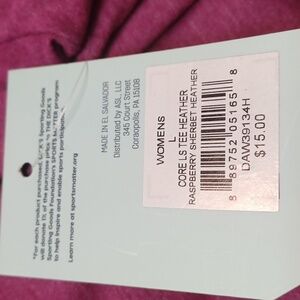 *For each product purchased, DICK'S Sporting Goods
will donate 1% of the purchase price to THE DICK'S
Sporting Goods Foundation's SPORTS MATTER program
to help inspire and enable sports participation.
Learn more at sportsmatter.org
MADE IN EL SALVADOR
Distributed by ASI, LLC
345 Court Street
Coraopolis, PA 15108
WOMENS
CORE LS TEE HEATHER
RASPBERRY SHERBET HEATHER
8 89752 05165 8
DAW39134H
$15.00